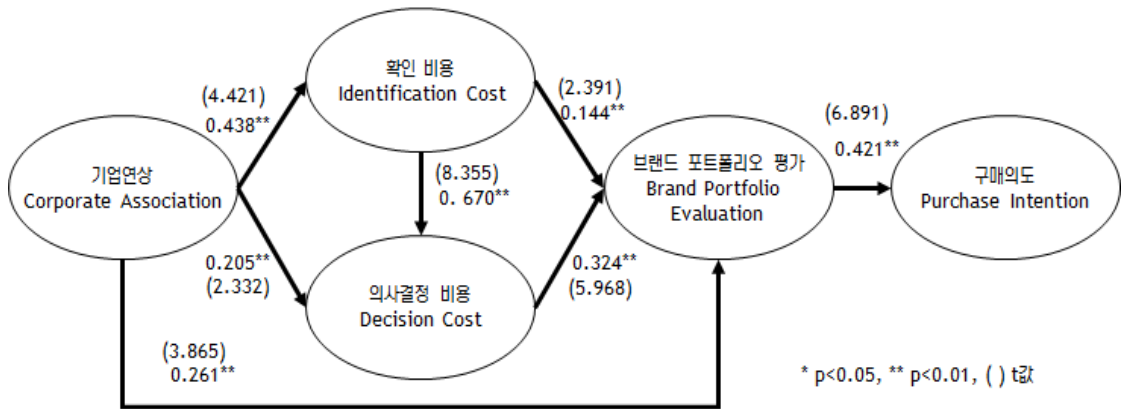 확인 비용
Identification Cost
(4.421)
0.438**
(2.391)
0.144**
(6.891)
0.421**
기업연상
Corporate Association
(8.355)
0. 670**
브랜드 포트폴리오 평가
Brand Portfolio
Evaluation
구매의도
Purchase Intention
0.205**
(2.332)
의사결정 비용
Decision Cost
0.324**
(5.968)
(3.865)
0.261**
* p<0.05, ** p<0.01, ( ) t값